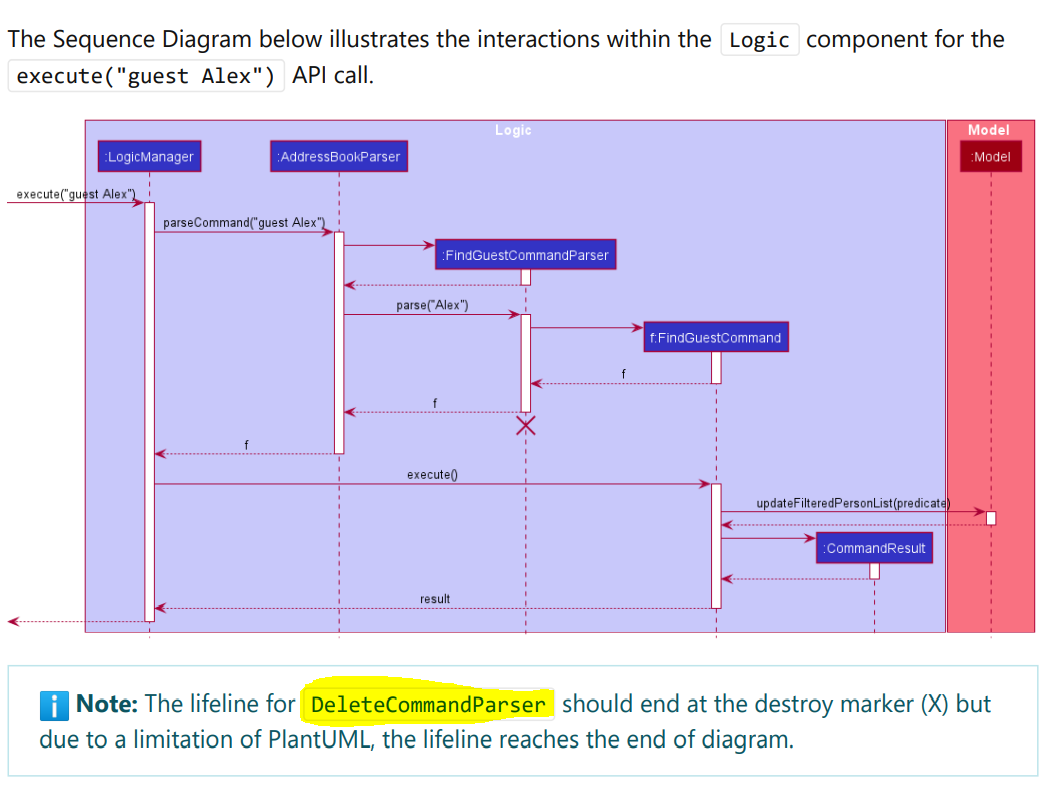 The Sequence Diagram below illustrates the interactions within the Logic component for the
execute("guest Alex") API call.
Logic
Model
:LogicManager
:AddressBookParser
:Model
execute("guest Alex")
parseCommand("guest Alex")
:FindGuestCommandParser
parse("Alex")
f:FindGuestCommand
f
f
f
execute()
updateFilteredPersonList(predicate)
:CommandResult
result
i Note: The lifeline for DeleteCommandParser should end at the destroy marker (X) but
due to a limitation of PlantUML, the lifeline reaches the end of diagram.